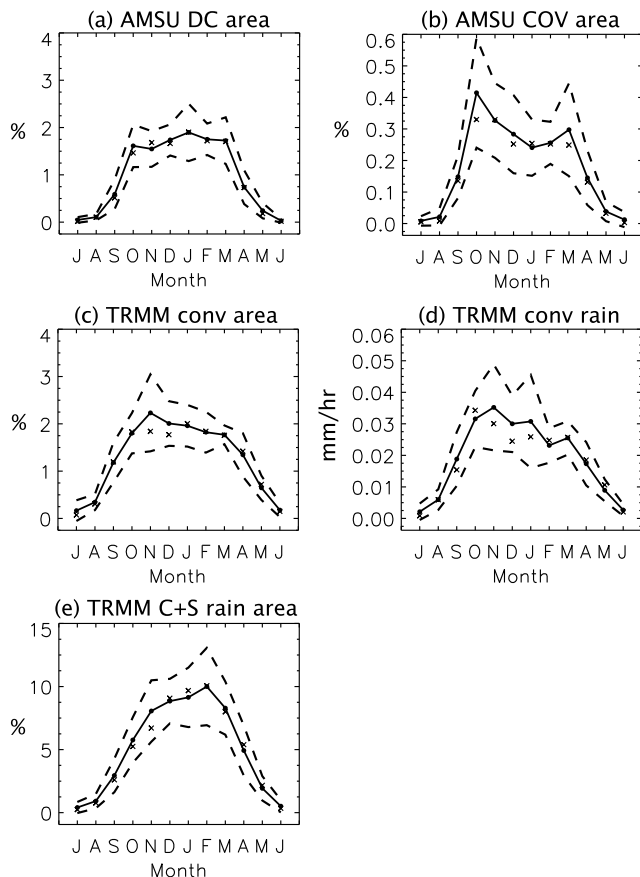 (a) AMSU DC area
4
3
2
1
0
%
J A S O N D J F M A M J
Month
(b) AMSU COV area
0.6
0.5
0.4
0.3
0.2
0.1
0.0
%
J A S O N D J F M A M J
Month
(c) TRMM conv area
4
3
2
1
0
%
J A S O N D J F M A M J
Month
(d) TRMM conv rain
0.06
0.05
0.04
0.03
0.02
0.01
0.00
mm/hr
J A S O N D J F M A M J
Month
(e) TRMM C+S rain area
15
10
5
0
%
J A S O N D J F M A M J
Month